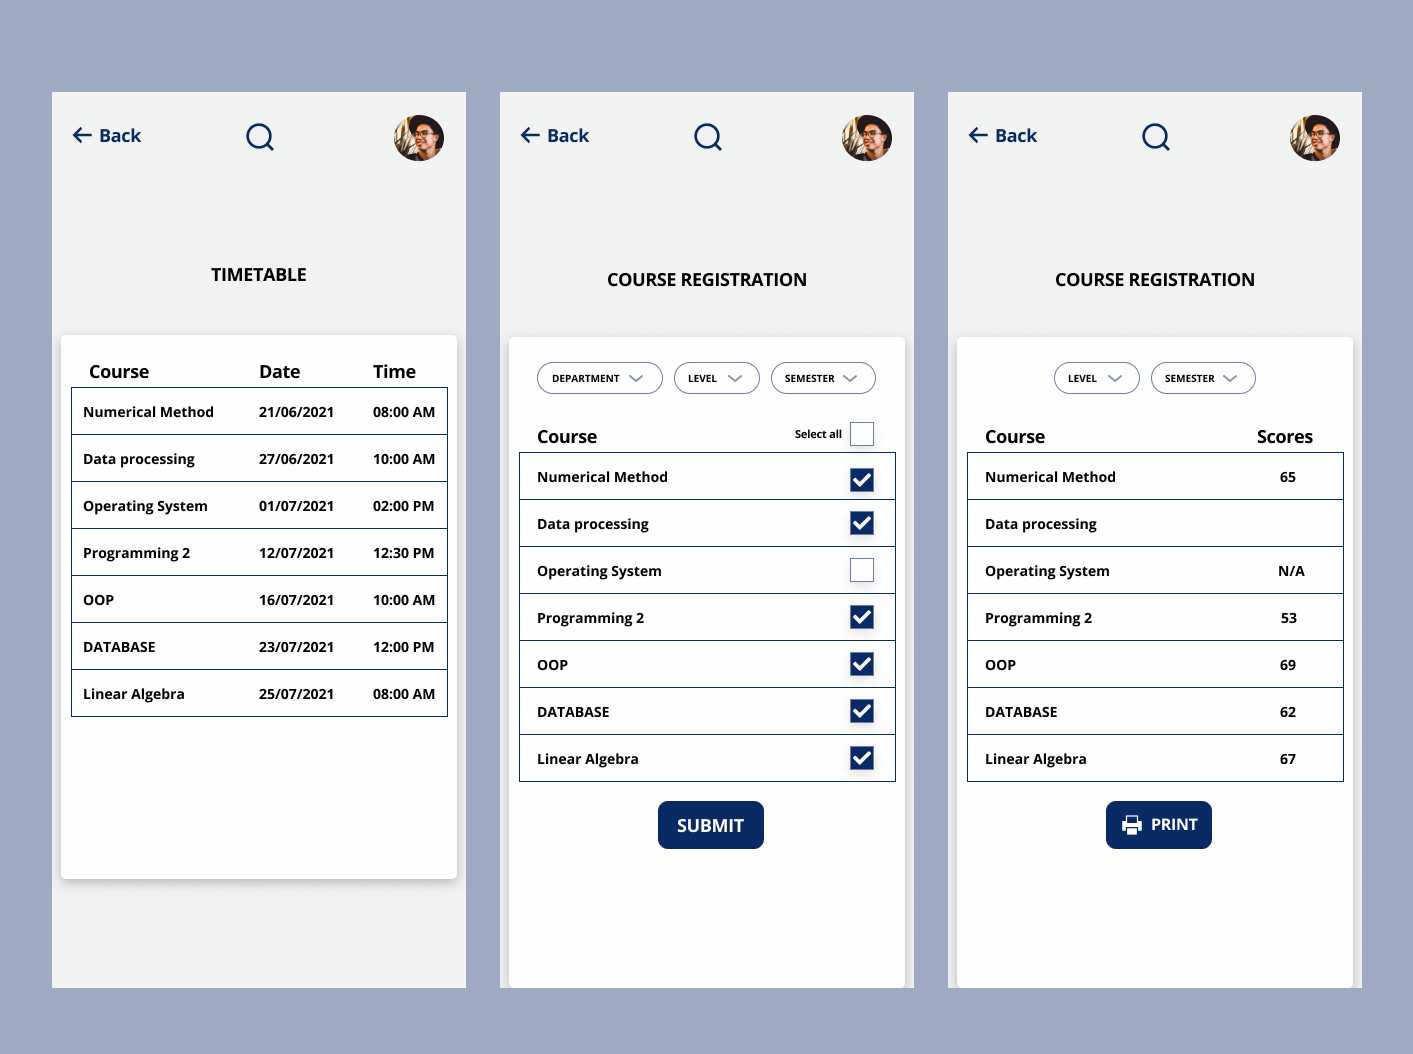 Back
TIMETABLE
Course Date Time
Numerical Method 21/06/2021 08:00 AM
Data processing 27/06/2021 10:00 AM
Operating System 01/07/2021 02:00 PM
Programming 2 12/07/2021 12:30 PM
OOP 16/07/2021 10:00 AM
DATABASE 23/07/2021 12:00 PM
Linear Algebra 25/07/2021 08:00 AM
Back
COURSE REGISTRATION
DEPARTMENT LEVEL SEMESTER
Course Select all
Numerical Method
Data processing
Operating System
Programming 2
OOP
DATABASE
Linear Algebra
SUBMIT
Back
COURSE REGISTRATION
LEVEL SEMESTER
Course Scores
Numerical Method 65
Data processing
Operating System N/A
Programming 2 53
OOP 69
DATABASE 62
Linear Algebra 67
PRINT